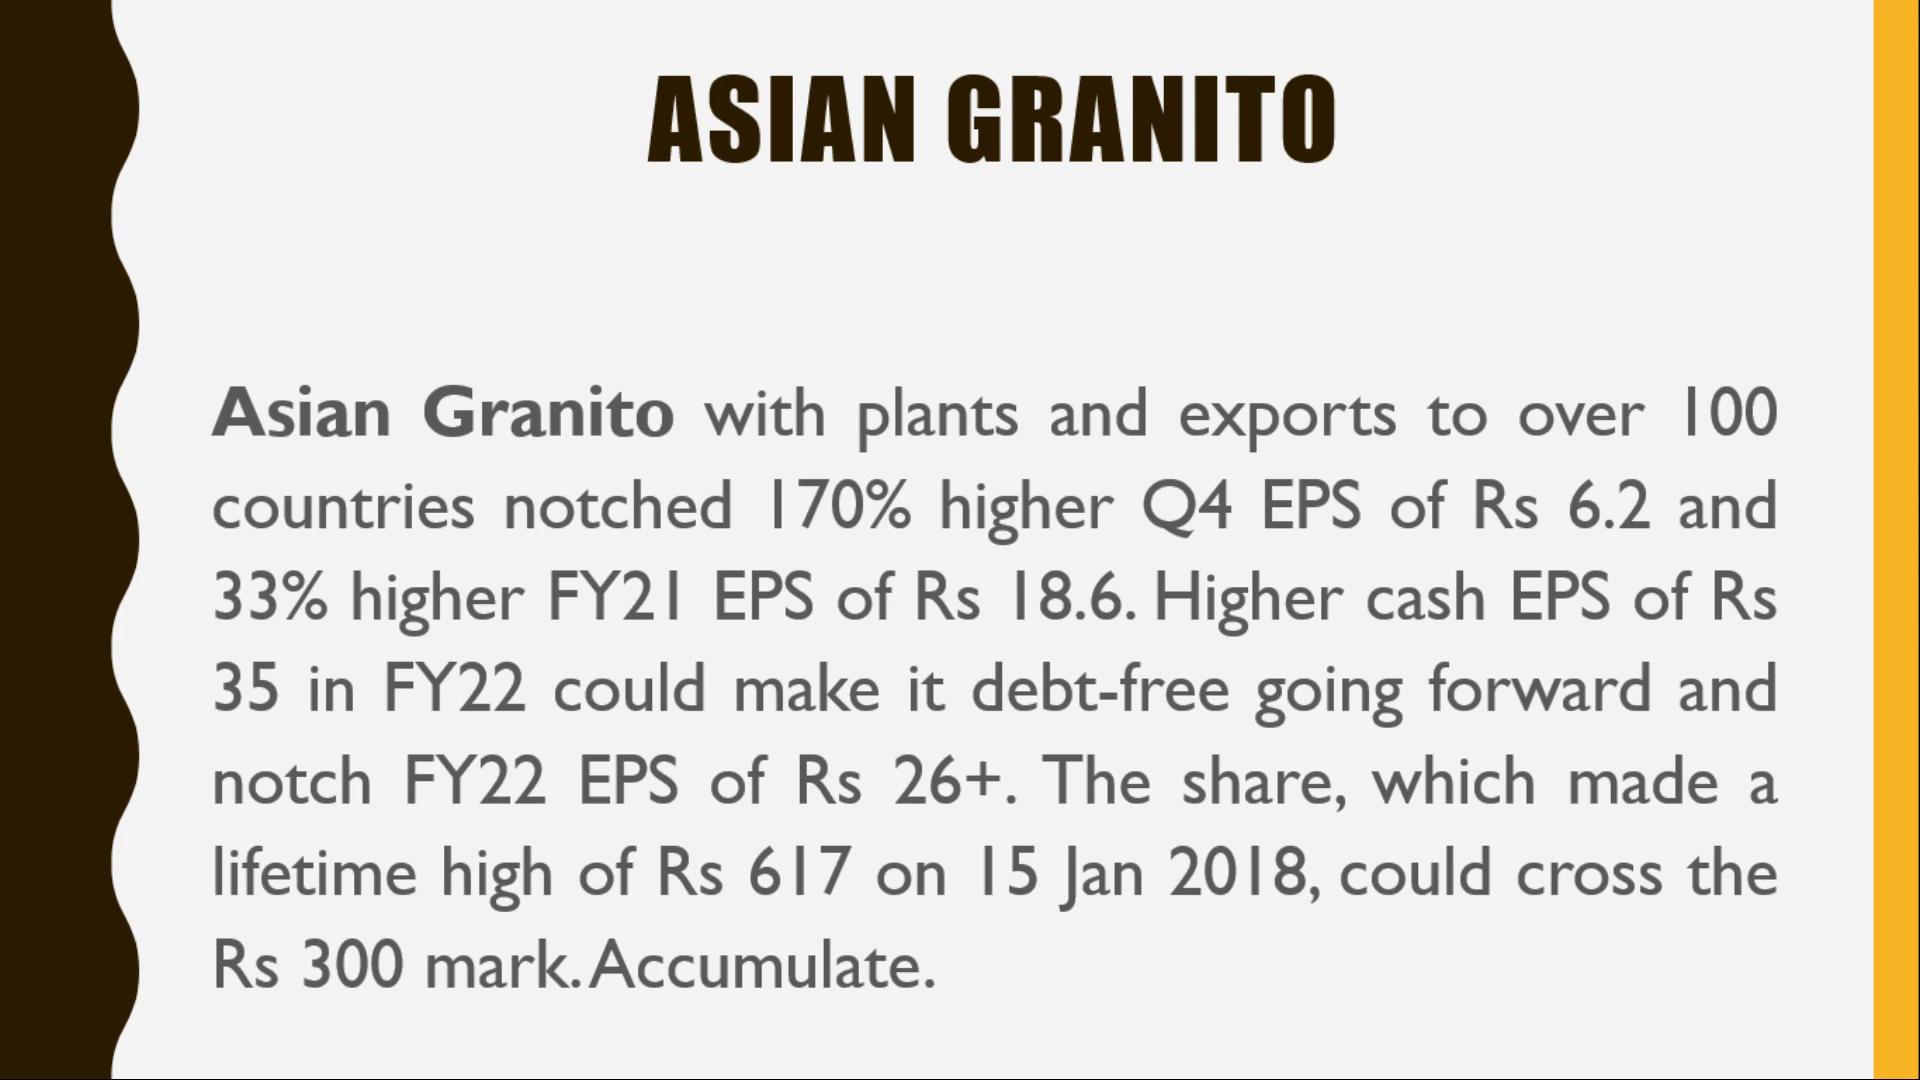 ASIAN GRANITO
Asian Granito with plants and exports to over 100
countries notched 170% higher Q4 EPS of Rs 6.2 and
33% higher FY21 EPS of Rs 18.6. Higher cash EPS of Rs
35 in FY22 could make it debt-free going forward and
notch FY22 EPS of Rs 26+. The share, which made a
lifetime high of Rs 617 on 15 Jan 2018, could cross the
Rs 300 mark. Accumulate.